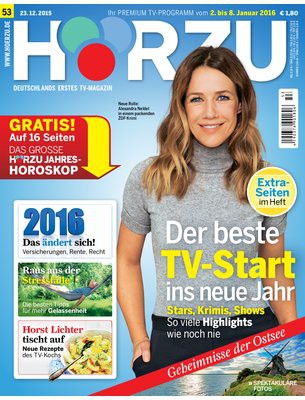 53
23.12.2015
Ihr PREMIUM TV-PROGRAMM vom 2. bis 8. Januar 2016
€ 1,80
WWW.HOERZU.DE
HÖRZU
DEUTSCHLANDS ERSTES TV-MAGAZIN
Neue Rolle:
Alexandra Neldel
in einem packenden
ZDF-Krimi
GRATIS!
Auf 16 Seiten
DAS GROSSE
HÖRZU JAHRES-
HOROSKOP
Extra-
Seiten
im Heft
2016
Das ändert sich!
Versicherungen, Rente, Recht
Raus aus der
Stressfalle
Die besten Tipps
für mehr Gelassenheit
Horst Lichter
tischt auf
Neue Rezepte
des TV-Kochs
Der beste
TV-Start
ins neue Jahr
Stars, Krimis, Shows
So viele Highlights
wie noch nie
Geheimnisse der Ostsee
SPEKTAKULÄRE
FOTOS